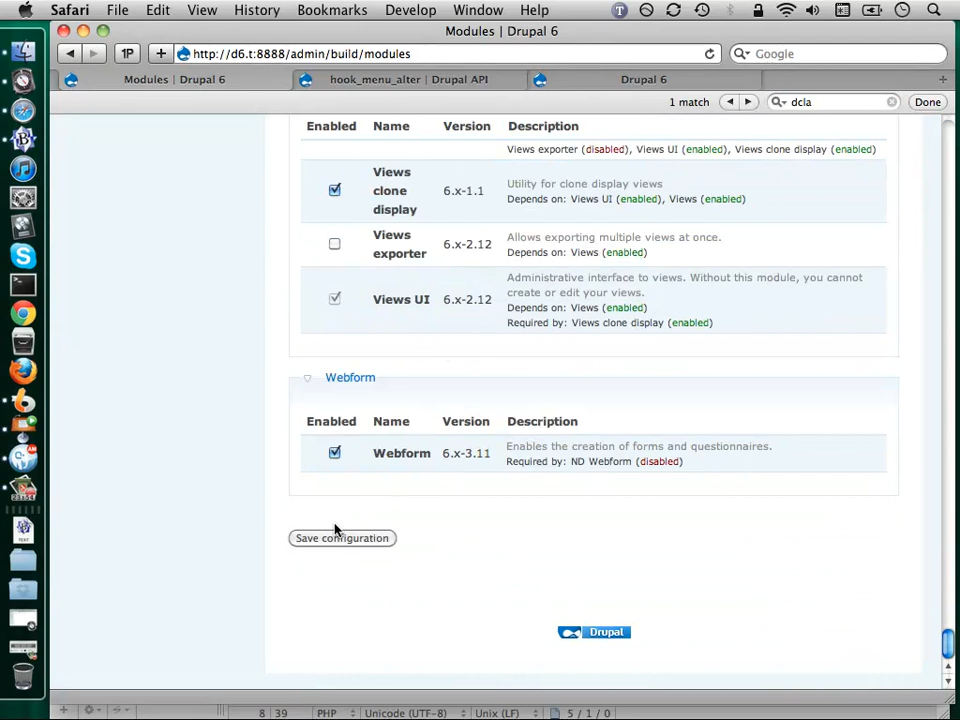 Safari File Edit View History Bookmarks Develop Window Help
Modules | Drupal 6
1P
http://d6.t:8888/admin/build/modules
Google
Modules | Drupal 6
hook_menu_alter | Drupal API
Drupal 6
1 match
dcla
Done
Enabled Name Version Description
Views exporter (disabled), Views UI (enabled), Views clone display (enabled)
Views clone display 6.x-1.1
Utility for clone display views
Depends on: Views UI (enabled), Views (enabled)
Views exporter 6.x-2.12
Allows exporting multiple views at once.
Depends on: Views (enabled)
Views UI 6.x-2.12
Administrative interface to views. Without this module, you cannot
create or edit your views.
Depends on: Views (enabled)
Required by: Views clone display (enabled)
Webform
Enabled Name Version Description
Webform 6.x-3.11
Enables the creation of forms and questionnaires.
Required by: ND Webform (disabled)
Save configuration
Drupal
8 39 PHP Unicode (UTF-8) Unix (LF) 5 / 1 / 0